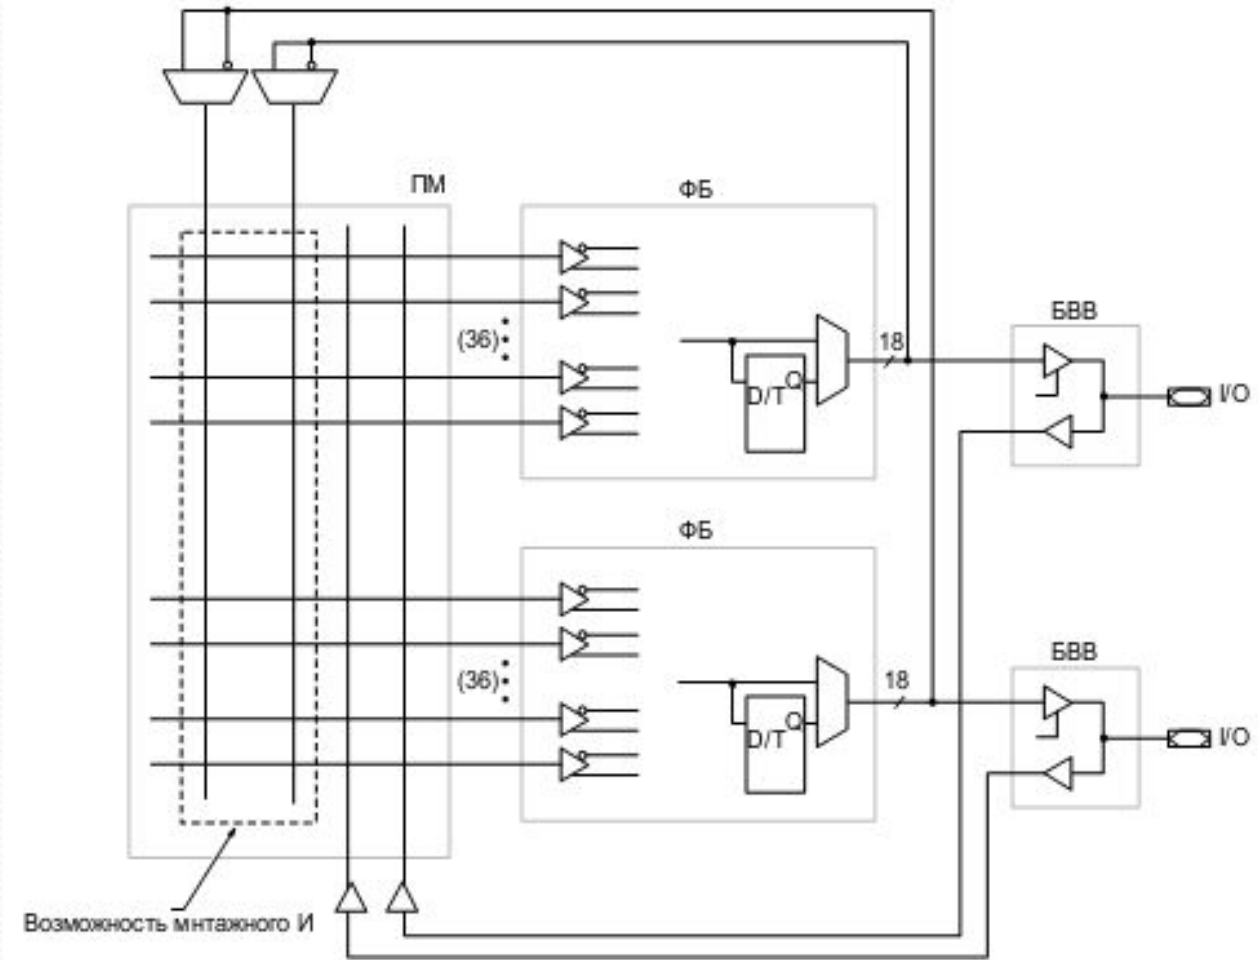 ПМ
ФБ
(36)
18
D/T
Q
БВВ
I/O
ФБ
(36)
18
D/T
Q
БВВ
I/O
Возможность мнтажного И